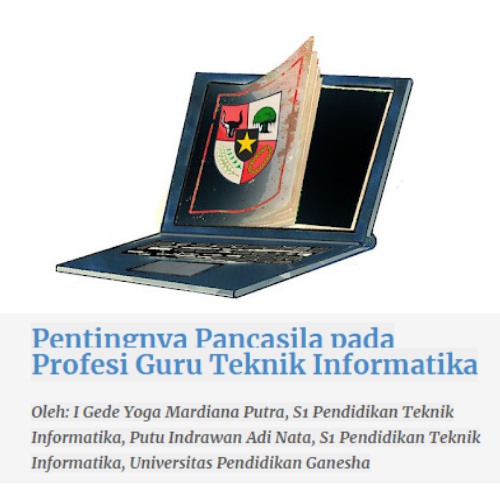 Pentingnya Pancasila pada
Profesi Guru Teknik Informatika
Oleh: I Gede Yoga Mardiana Putra, S1 Pendidikan Teknik
Informatika, Putu Indrawan Adi Nata, S1 Pendidikan Teknik
Informatika, Universitas Pendidikan Ganesha